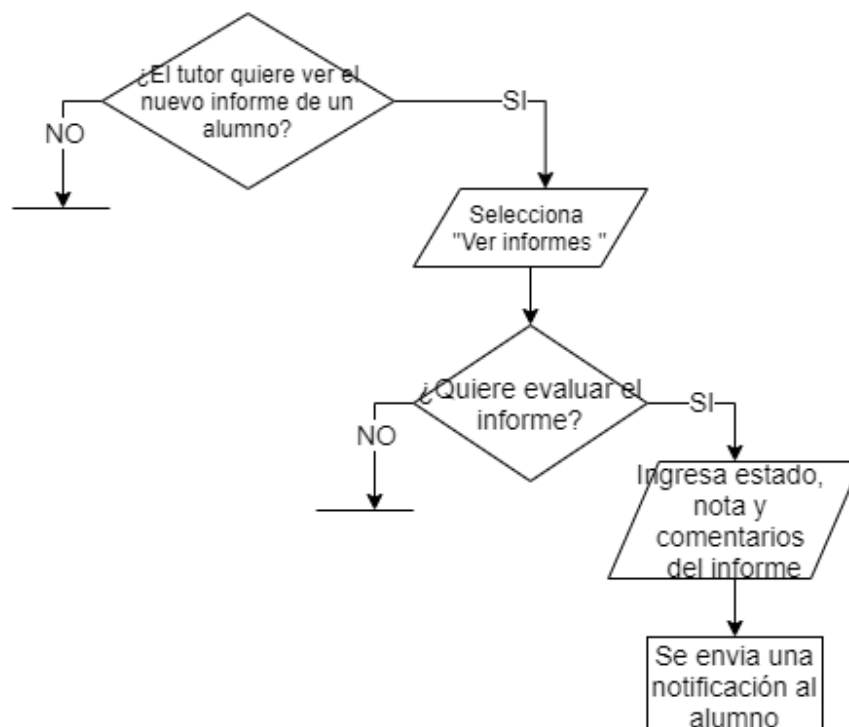 ¿El tutor quiere ver el
nuevo informe de un
alumno?
SI
NO
Selecciona
"Ver informes "
¿Quiere evaluar el
informe?
SI
NO
Ingresa estado,
nota y
comentarios
del informe
Se envia una
notificación al
alumno